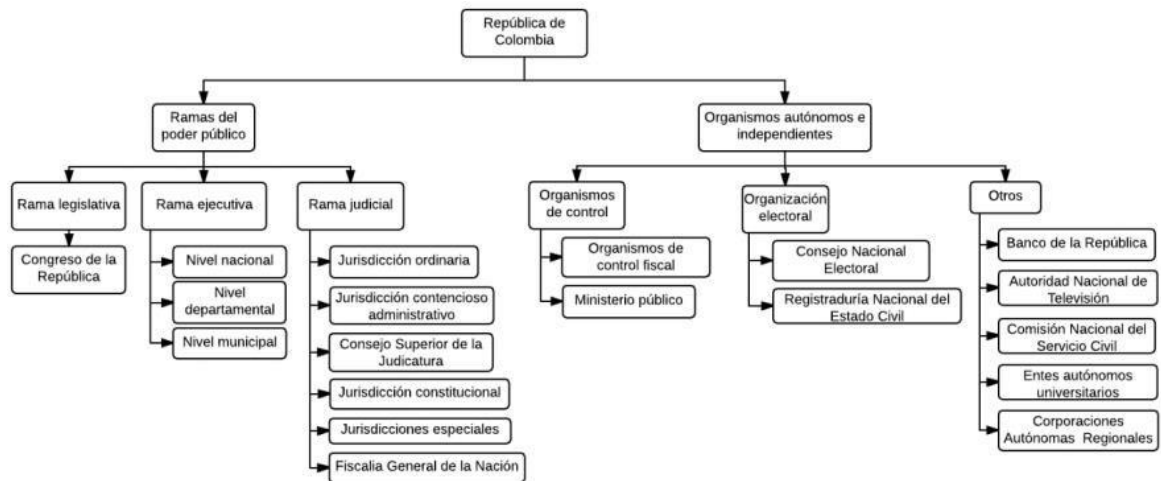 República de
Colombia
Ramas del
poder público
Organismos autónomos e
independientes
Rama legislativa
Rama ejecutiva
Rama judicial
Organismos
de control
Organización
electoral
Otros
Congreso de la
República
Nivel nacional
Nivel
departamental
Nivel municipal
Jurisdicción ordinaria
Jurisdicción contencioso
administrativo
Consejo Superior de la
Judicatura
Jurisdicción constitucional
Jurisdicciones especiales
Fiscalia General de la Nación
Organismos de
control fiscal
Ministerio público
Consejo Nacional
Electoral
Registraduría Nacional del
Estado Civil
Banco de la República
Autoridad Nacional de
Televisión
Comisión Nacional del
Servicio Civil
Entes autónomos
universitarios
Corporaciones
Autónomas Regionales